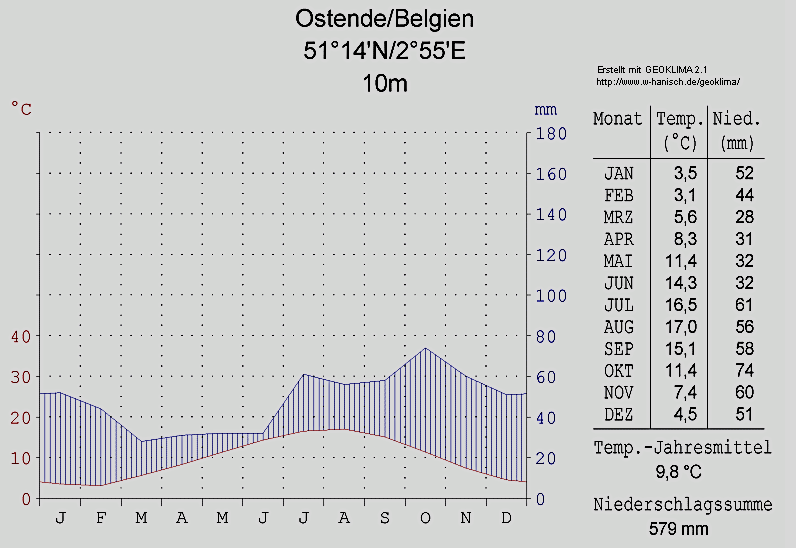 Ostende/Belgien
51°14'N/2°55'E
10m
Erstellt mit GEOKLIMA 2.1
http://www.w-hanisch.de/geoklima/
°C
mm
180
160
140
120
100
40 80
30 60
20 40
10 20
0 0
J F M A M J J A S O N D
Monat Temp. Nied.
(°C) (mm)
JAN 3,5 52
FEB 3,1 44
MRZ 5,6 28
APR 8,3 31
MAI 11,4 32
JUN 14,3 32
JUL 16,5 61
AUG 17,0 56
SEP 15,1 58
OKT 11,4 74
NOV 7,4 60
DEZ 4,5 51
Temp.-Jahresmittel
9,8 °C
Niederschlagssumme
579 mm